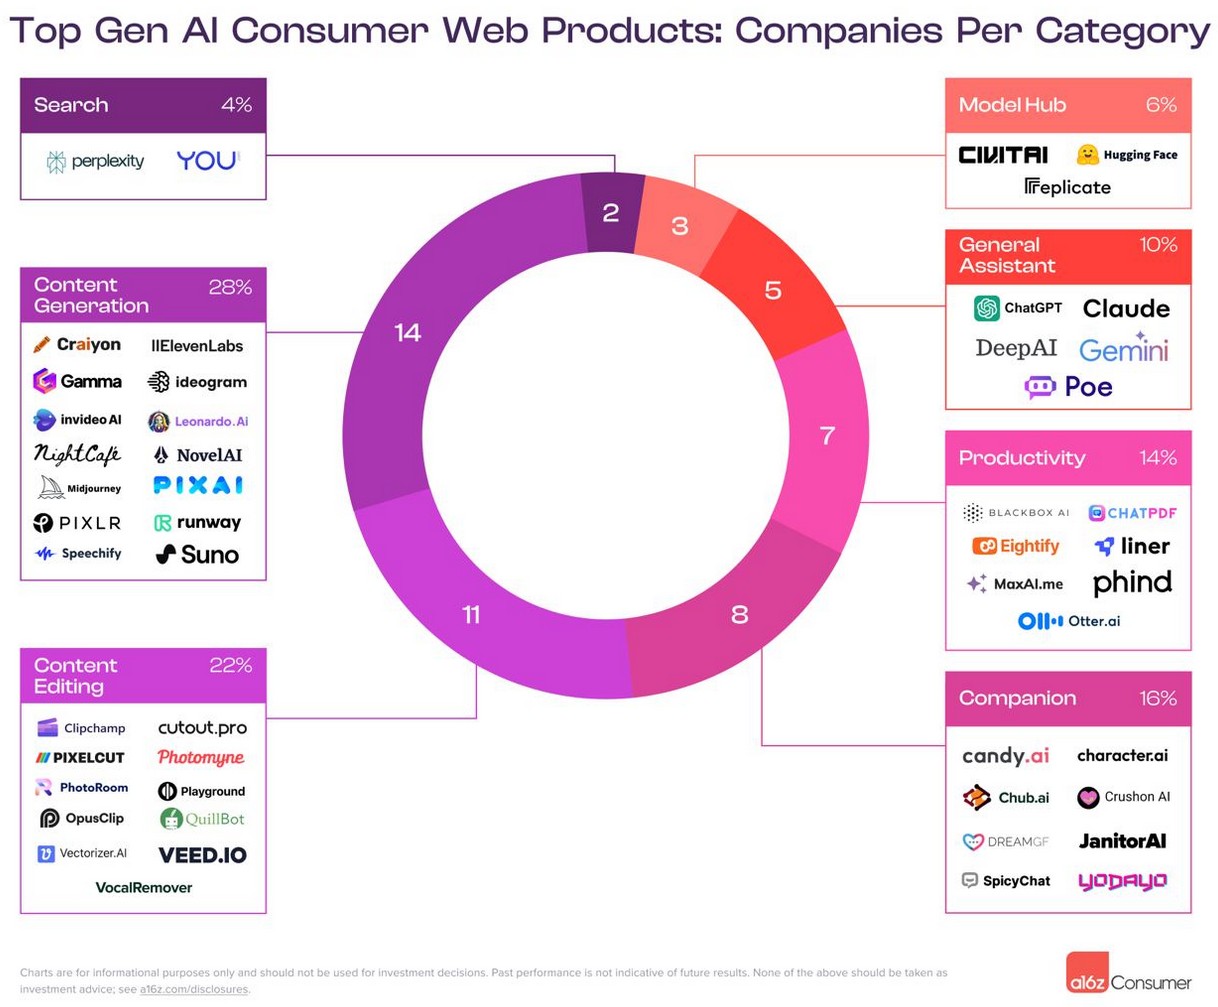 Top Gen AI Consumer Web Products: Companies Per Category
Search 4%
perplexity YOU
Content Generation 28%
Craiyon IIElevenLabs
Gamma ideogram
invideo AI Leonardo.Ai
NightCafé NovelAI
Midjourney PIXAI
PIXLR runway
Speechify Suno
Content Editing 22%
Clipchamp cutout.pro
PIXELCUT Photomyne
PhotoRoom Playground
OpusClip QuillBot
Vectorizer.AI VEED.IO
VocalRemover
2
3
5
7
8
11
14
Model Hub 6%
CIVITAI Hugging Face
Replicate
General Assistant 10%
ChatGPT Claude
DeepAI Gemini
Poe
Productivity 14%
BLACKBOX AI CHATPDF
Eightify liner
MaxAI.me phind
Otter.ai
Companion 16%
candy.ai character.ai
Chub.ai Crushon AI
DREAMGF JanitorAI
SpicyChat YODAYO
Charts are for informational purposes only and should not be used for investment decisions. Past performance is not indicative of future results. None of the above should be taken as
investment advice; see a16z.com/disclosures.
a16z Consumer